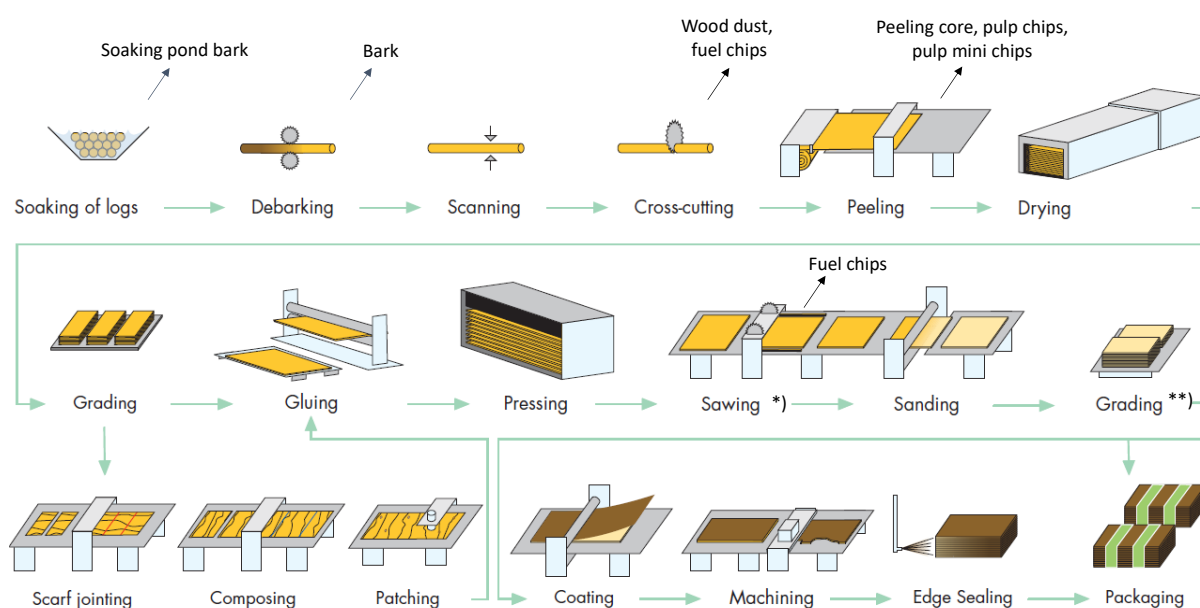 Soaking pond bark
Bark
Wood dust,
fuel chips
Peeling core, pulp chips,
pulp mini chips
Soaking of logs
Debarking
Scanning
Cross-cutting
Peeling
Drying
Fuel chips
Grading
Gluing
Pressing
Sawing *)
Sanding
Grading **)
Scarf jointing
Composing
Patching
Coating
Machining
Edge Sealing
Packaging